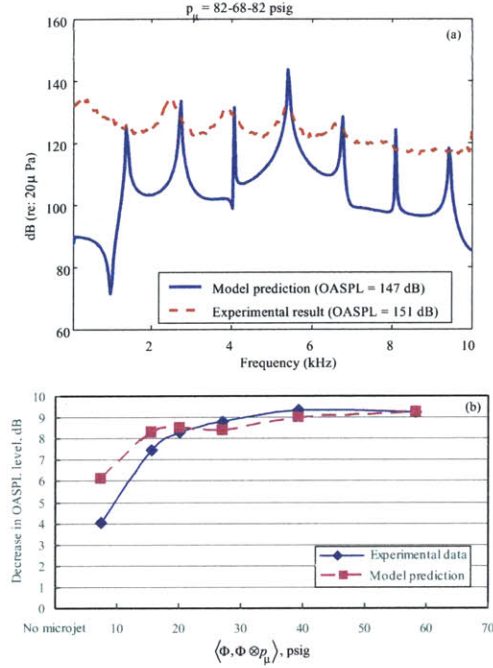 p_μ = 82-68-82 psig
160
(a)
140
120
100
80
60
dB (re: 20μ Pa)
Model prediction (OASPL = 147 dB)
Experimental result (OASPL = 151 dB)
2 4 6 8 10
Frequency (kHz)
10
(b)
9
8
7
6
5
4
3
2
1
0
Decrease in OASPL level, dB
Experimental data
Model prediction
No microjet 10 20 30 40 50 60 70
⟨Φ, Φ ⊗ p_μ⟩, psig